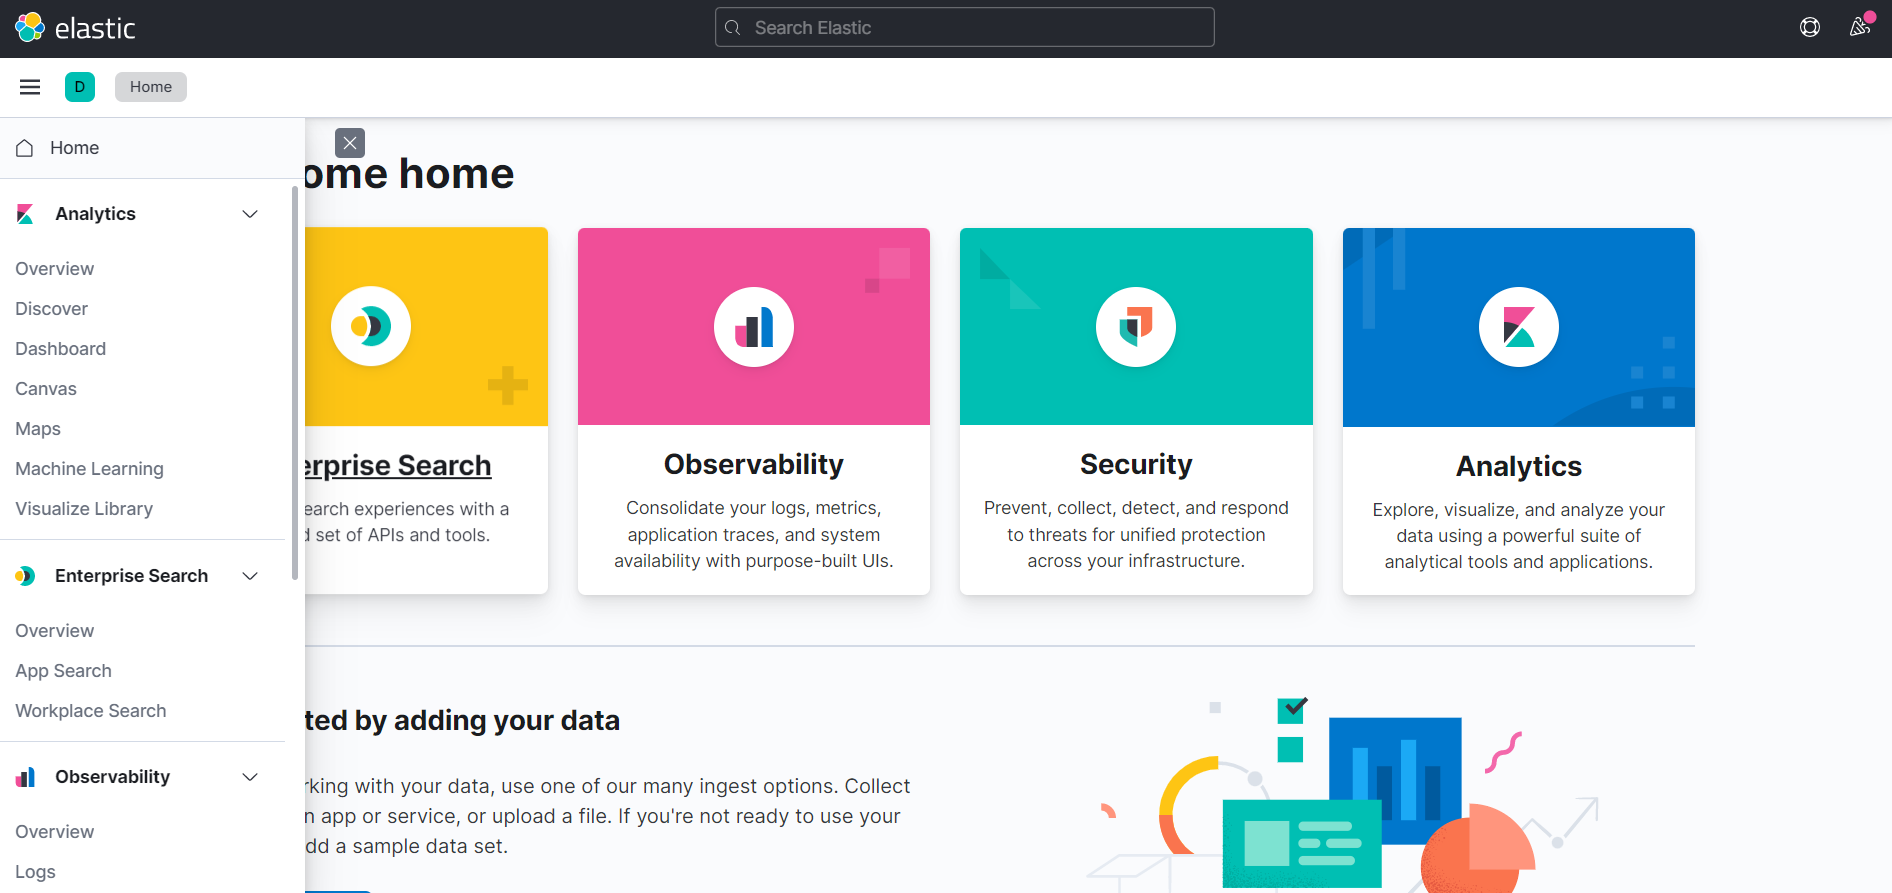 elastic
Search Elastic
D
Home
Home
Analytics
Overview
Discover
Dashboard
Canvas
Maps
Machine Learning
Visualize Library
Enterprise Search
Overview
App Search
Workplace Search
Observability
Overview
Logs
ome home
erprise Search
earch experiences with a
set of APIs and tools.
Observability
Consolidate your logs, metrics,
application traces, and system
availability with purpose-built UIs.
Security
Prevent, collect, detect, and respond
to threats for unified protection
across your infrastructure.
Analytics
Explore, visualize, and analyze your
data using a powerful suite of
analytical tools and applications.
ted by adding your data
rking with your data, use one of our many ingest options. Collect
n app or service, or upload a file. If you're not ready to use your
dd a sample data set.